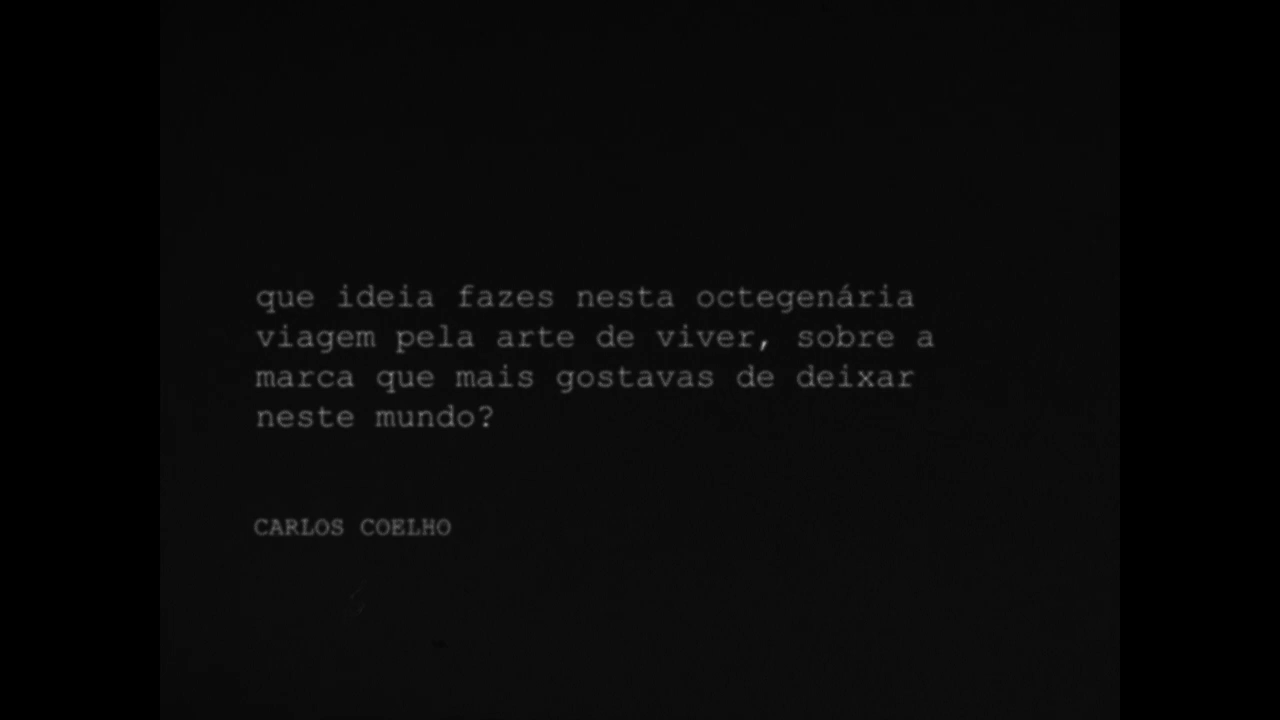 que ideia fazes nesta octegenária
viagem pela arte de viver, sobre a
marca que mais gostavas de deixar
neste mundo?
CARLOS COELHO